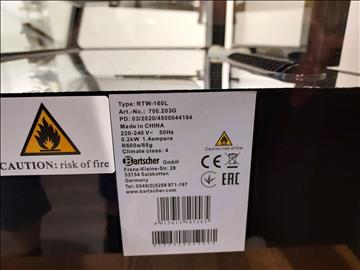 Type: RTW-160L
Art.-No.: 700.203G
PD: 03/2020/4500044164
Made in CHINA
220-240 V~ 50Hz
0.2kW 1.4ampere
R600a/65g
Climate class: 4
Bartscher GmbH
Franz-Kleine-Str. 28
33154 Salzkotten
Germany
Tel: 0049(0)5258 971-197
www.bartscher.com
CAUTION: risk of fire
CE
EAC
CAUTION: risk of fire